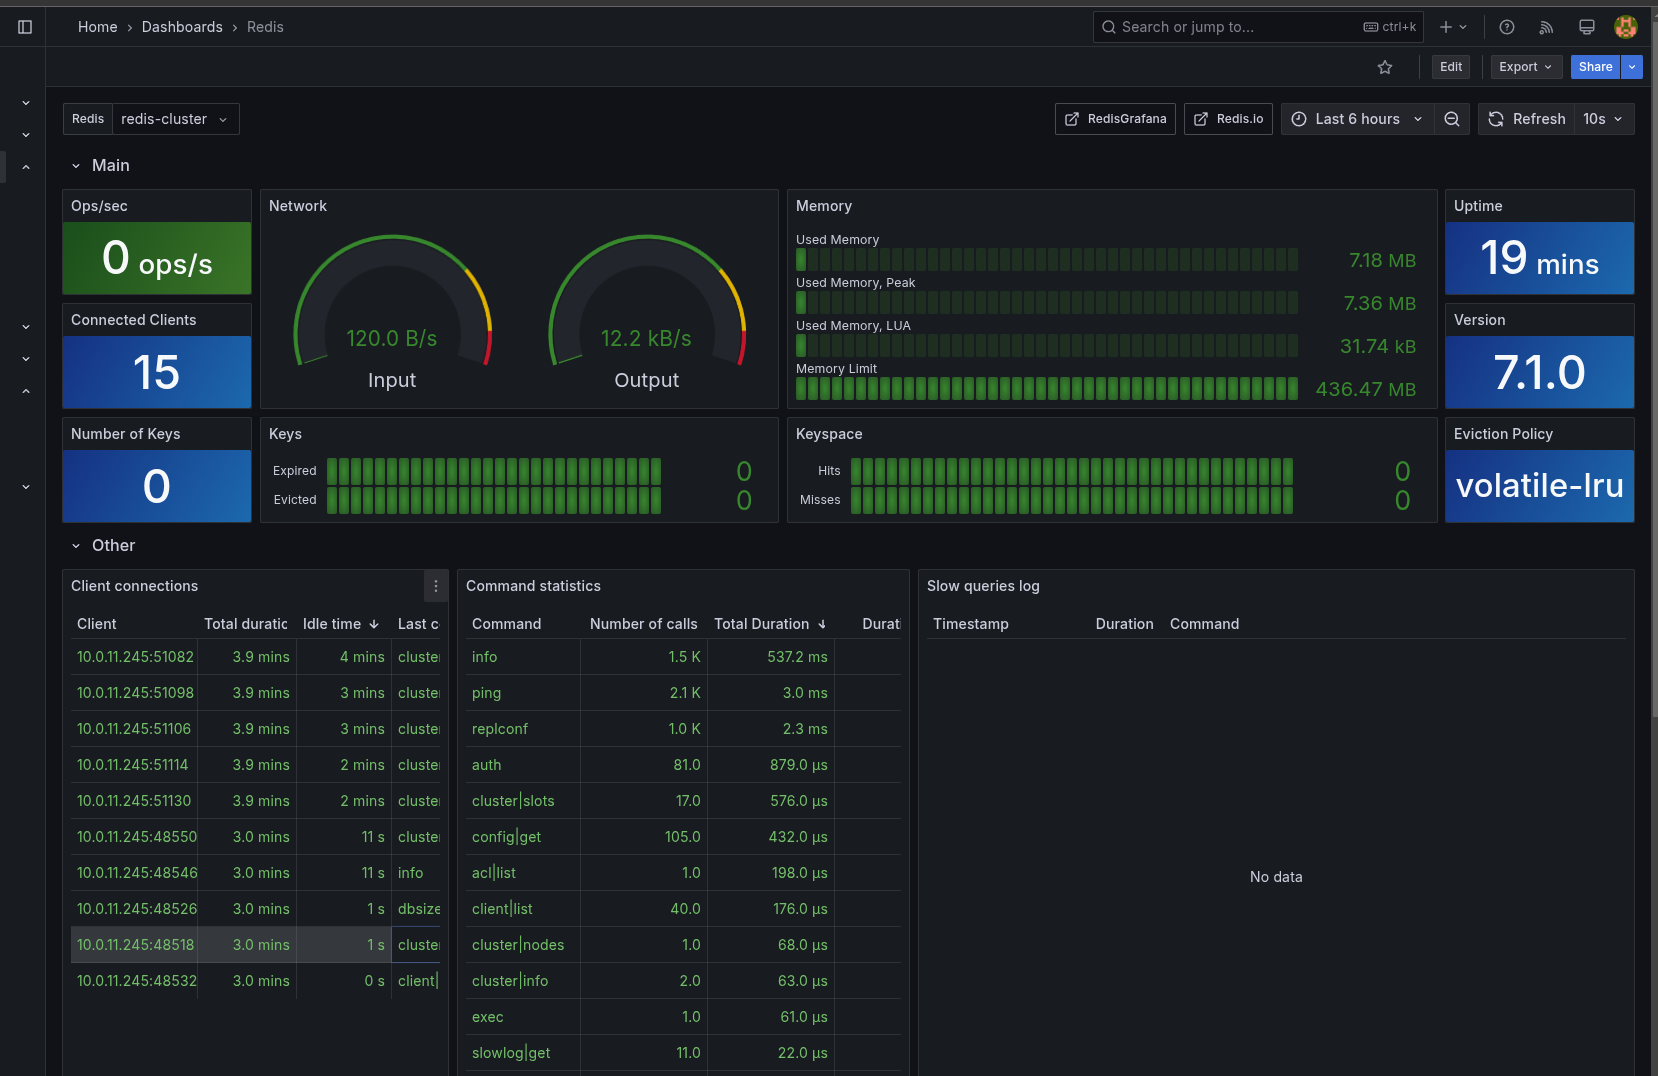 Home › Dashboards › Redis
Search or jump to...
ctrl+k
Edit
Export
Share
Redis
redis-cluster
RedisGrafana
Redis.io
Last 6 hours
Refresh
10s
Main
Ops/sec
0 ops/s
Connected Clients
15
Number of Keys
0
Network
120.0 B/s
Input
12.2 kB/s
Output
Memory
Used Memory
7.18 MB
Used Memory, Peak
7.36 MB
Used Memory, LUA
31.74 kB
Memory Limit
436.47 MB
Uptime
19 mins
Version
7.1.0
Keys
Expired 0
Evicted 0
Keyspace
Hits 0
Misses 0
Eviction Policy
volatile-lru
Other
Client connections
Client Total duratic Idle time Last c
10.0.11.245:51082 3.9 mins 4 mins cluster
10.0.11.245:51098 3.9 mins 3 mins cluster
10.0.11.245:51106 3.9 mins 3 mins cluster
10.0.11.245:51114 3.9 mins 2 mins cluster
10.0.11.245:51130 3.9 mins 2 mins cluster
10.0.11.245:48550 3.0 mins 11 s cluster
10.0.11.245:48546 3.0 mins 11 s info
10.0.11.245:48526 3.0 mins 1 s dbsize
10.0.11.245:48518 3.0 mins 1 s cluster
10.0.11.245:48532 3.0 mins 0 s client|
Command statistics
Command Number of calls Total Duration Durati
info 1.5 K 537.2 ms
ping 2.1 K 3.0 ms
replconf 1.0 K 2.3 ms
auth 81.0 879.0 µs
cluster|slots 17.0 576.0 µs
config|get 105.0 432.0 µs
acl|list 1.0 198.0 µs
client|list 40.0 176.0 µs
cluster|nodes 1.0 68.0 µs
cluster|info 2.0 63.0 µs
exec 1.0 61.0 µs
slowlog|get 11.0 22.0 µs
Slow queries log
Timestamp Duration Command
No data